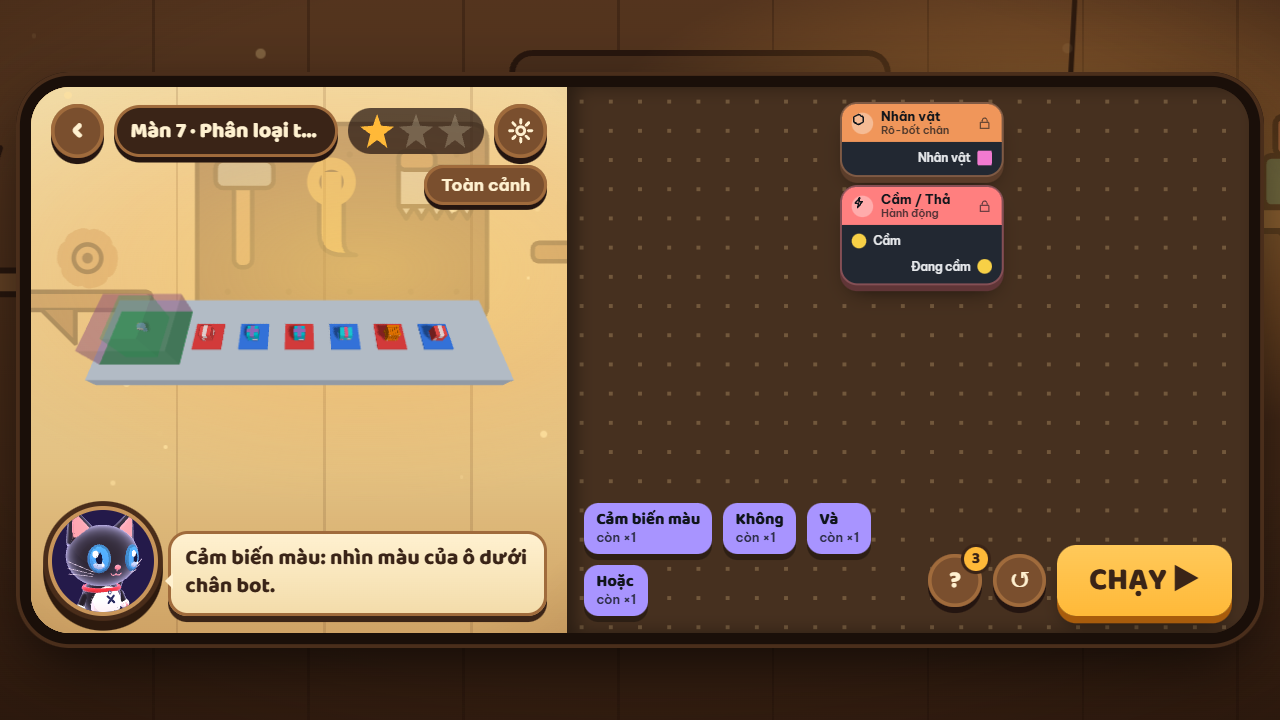 Màn 7 · Phân loại t...
Toàn cảnh
Nhân vật
Rô-bốt chân
Nhân vật
Cầm / Thả
Hành động
Cầm
Đang cầm
Cảm biến màu: nhìn màu của ô dưới
chân bot.
Cảm biến màu
còn ×1
Không
còn ×1
Và
còn ×1
Hoặc
còn ×1
?
3
CHẠY